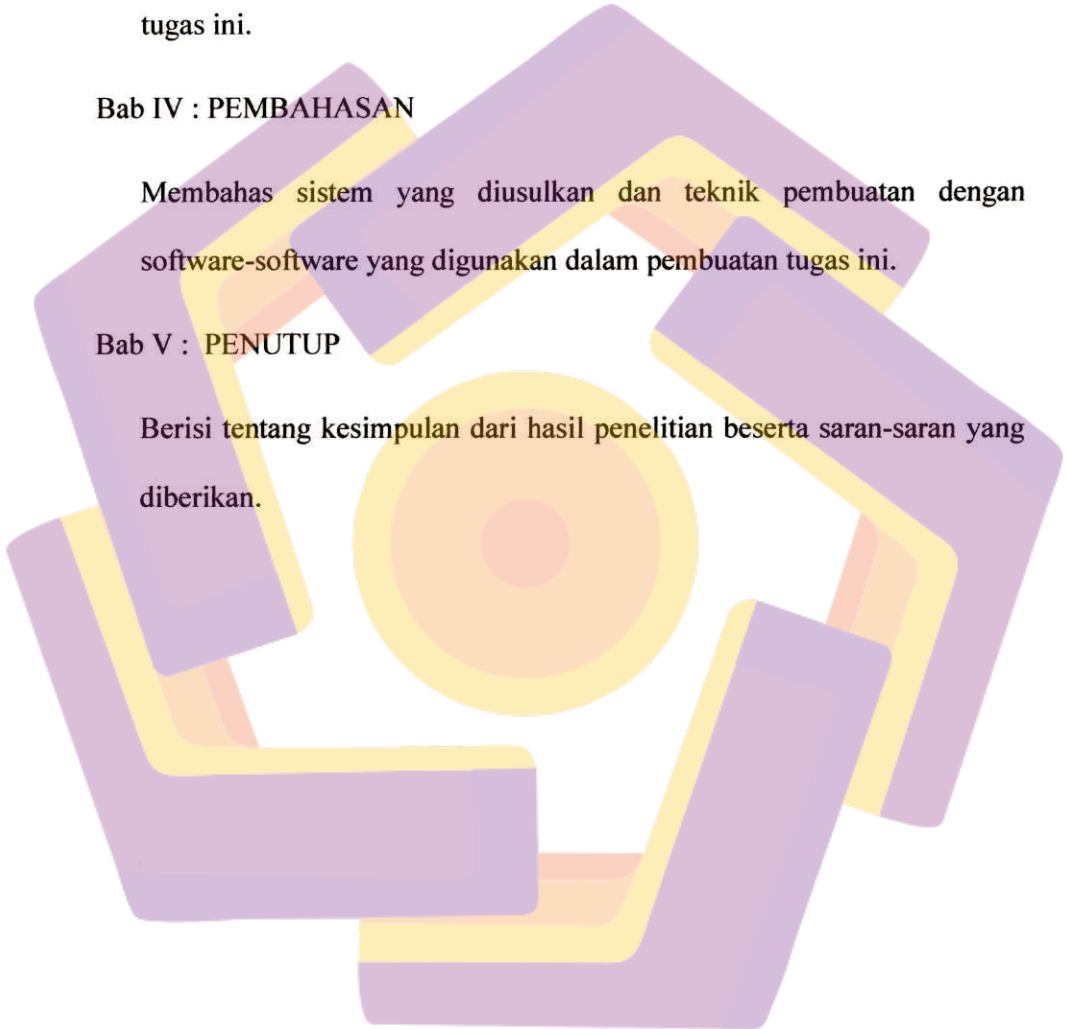 tugas ini.
Bab IV : PEMBAHASAN
Membahas sistem yang diusulkan dan teknik pembuatan dengan
software-software yang digunakan dalam pembuatan tugas ini.
Bab V : PENUTUP
Berisi tentang kesimpulan dari hasil penelitian beserta saran-saran yang
diberikan.